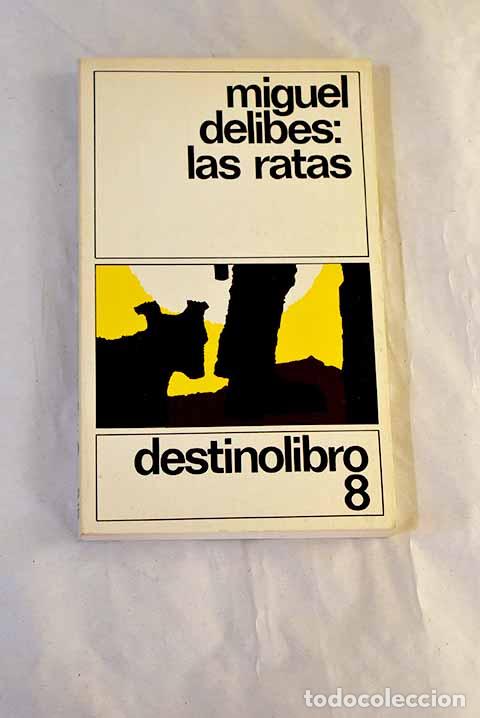 miguel
delibes:
las ratas
destinolibro
8
todocoleccion